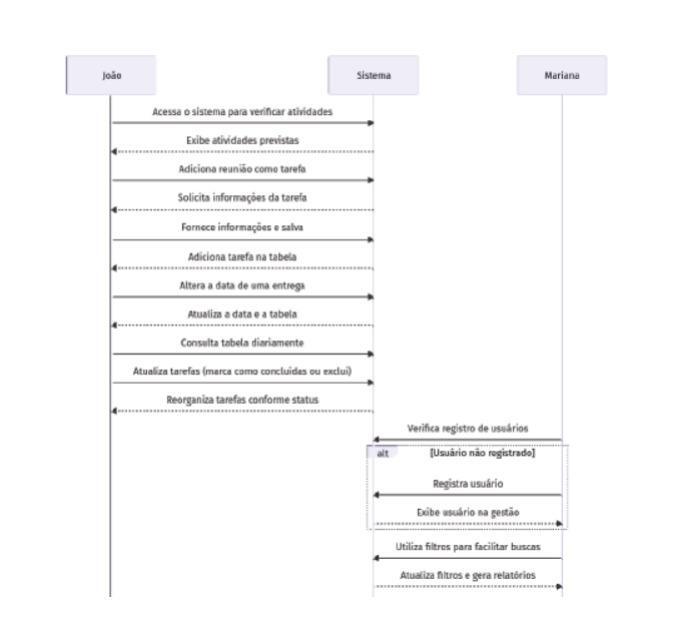 João
Sistema
Mariana
Acessa o sistema para verificar atividades
Exibe atividades previstas
Adiciona reunião como tarefa
Solicita informações da tarefa
Fornece informações e salva
Adiciona tarefa na tabela
Altera a data de uma entrega
Atualiza a data e a tabela
Consulta tabela diariamente
Atualiza tarefas (marca como concluídas ou exclui)
Reorganiza tarefas conforme status
Verifica registro de usuários
alt
[Usuário não registrado]
Registra usuário
Exibe usuário na gestão
Utiliza filtros para facilitar buscas
Atualiza filtros e gera relatórios